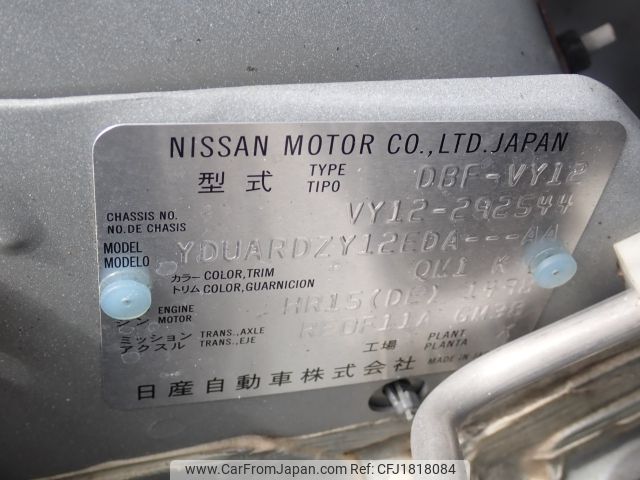 NISSAN MOTOR CO.,LTD.JAPAN
型式 TYPE TIPO DBF-VY12
CHASSIS NO. NO.DE CHASIS VY12-292544
MODEL MODELO YDUARDZY12EDA---AA
カラー COLOR,TRIM
トリム COLOR,GUARNICION QM1 K
ENGINE MOTOR HR15(DE) 1498
ミッション TRANS.,AXLE
アクスル TRANS.,EJE
工場 PLANT PLANTA
MADE IN
日産自動車株式会社
www.CarFromJapan.com Ref.Code: CFJ1818084